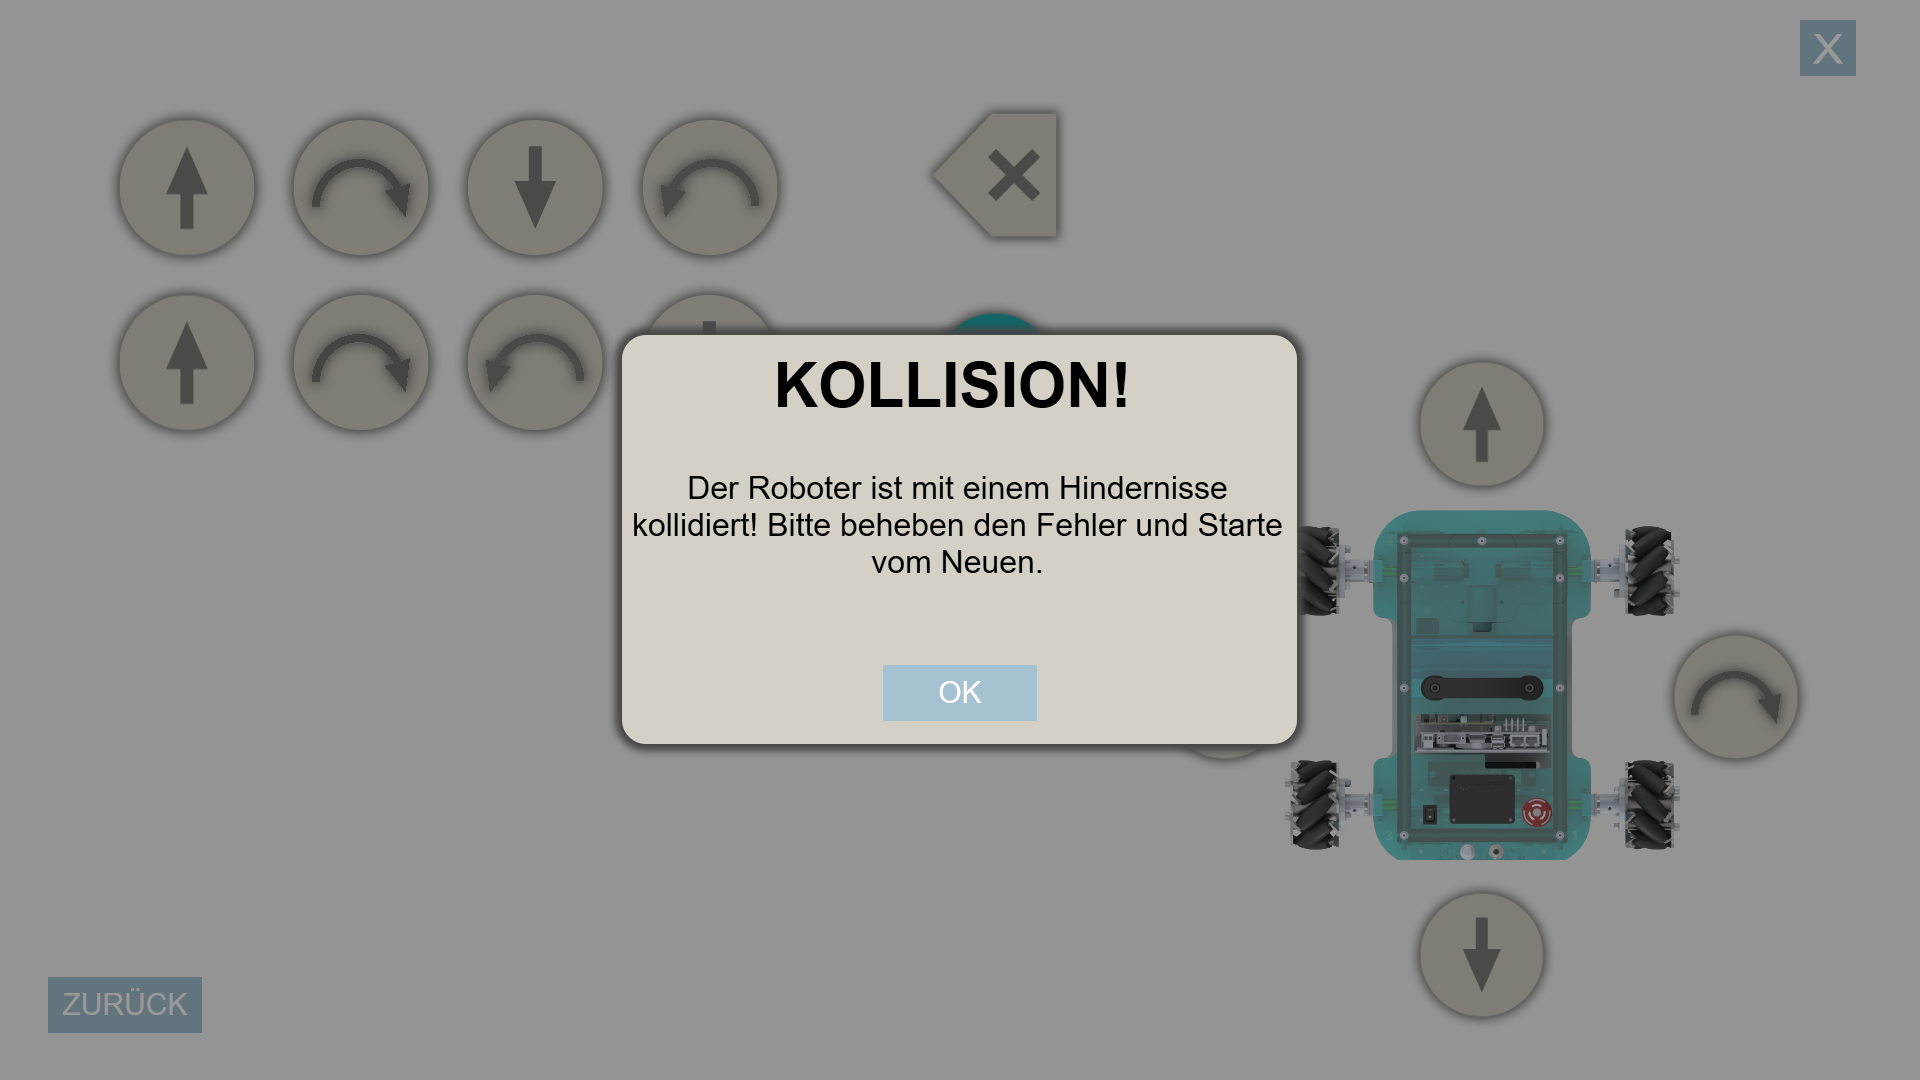 X
KOLLISION!
Der Roboter ist mit einem Hindernisse
kollidiert! Bitte beheben den Fehler und Starte
vom Neuen.
OK
ZURÜCK